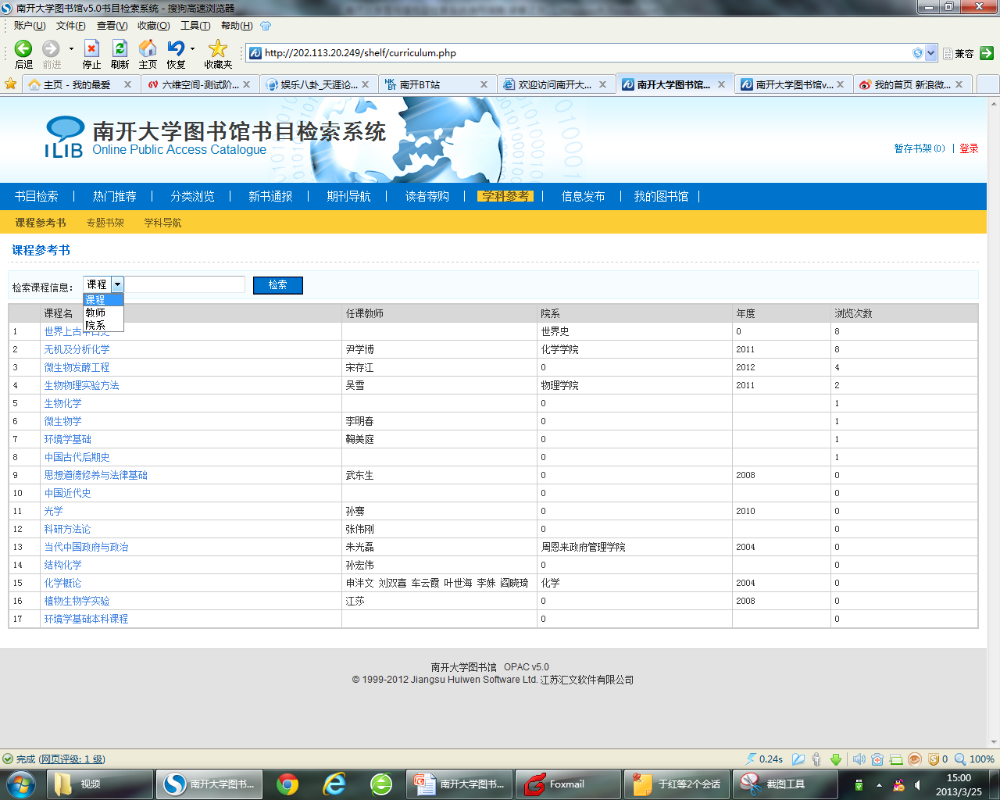 南开大学图书馆v5.0书目检索系统 - 搜狗高速浏览器
账户(U) 文件(F) 查看(V) 收藏(O) 工具(T) 帮助(H)
后退 前进 停止 刷新 主页 恢复 收藏夹 http://202.113.20.249/shelf/curriculum.php 兼容
主页 - 我的最爱 六维空间-测试阶... 娱乐八卦_天涯论... 南开BT站 欢迎访问南开大... 南开大学图书馆... 南开大学图书馆v... 我的首页 新浪微...
ILIB 南开大学图书馆书目检索系统
Online Public Access Catalogue
暂存书架(0) | 登录
书目检索 | 热门推荐 | 分类浏览 | 新书通报 | 期刊导航 | 读者荐购 | 学科参考 | 信息发布 | 我的图书馆 |
课程参考书 专题书架 学科导航
课程参考书
检索课程信息: 课程 检索
课程
教师
院系
课程名 任课教师 院系 年度 浏览次数
1 世界上古中古史 世界史 0 8
2 无机及分析化学 尹学博 化学学院 2011 8
3 微生物发酵工程 宋存江 0 2012 4
4 生物物理实验方法 吴雪 物理学院 2011 2
5 生物化学 0 1
6 微生物学 李明春 0 1
7 环境学基础 鞠美庭 0 1
8 中国古代后期史 0 1
9 思想道德修养与法律基础 武东生 0 2008 0
10 中国近代史 0 0
11 光学 孙骞 0 2010 0
12 科研方法论 张伟刚 0 0
13 当代中国政府与政治 朱光磊 周恩来政府管理学院 2004 0
14 结构化学 孙宏伟 0 0
15 化学概论 申泮文 刘双喜 车云霞 叶世海 李姝 阎晓琦 化学 2004 0
16 植物生物学实验 江莎 0 2008 0
17 环境学基础本科课程 0 0
南开大学图书馆 OPAC v5.0
© 1999-2012 Jiangsu Huiwen Software Ltd. 江苏汇文软件有限公司
完成 (网页评级: 1 级) 0.24s 0 100%
视频 南开大学图书... 南开大学图书... Foxmail 于红等2个会话 截图工具 15:00
2013/3/25